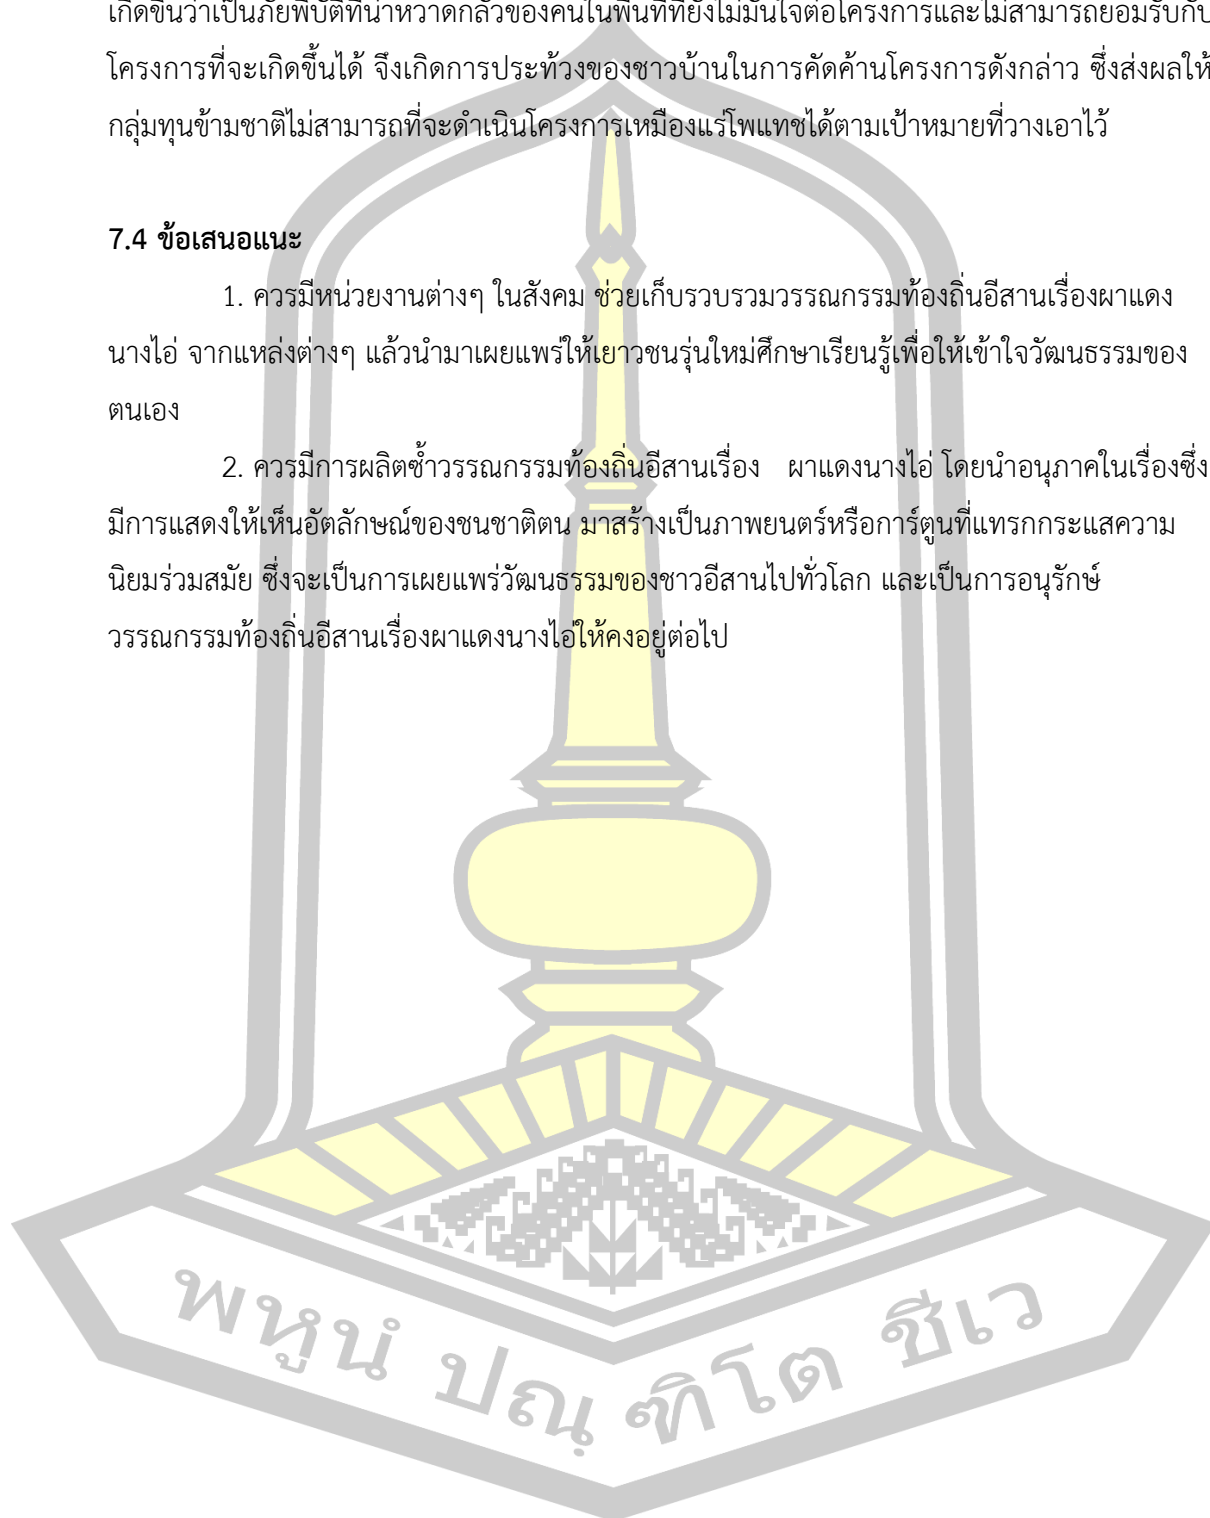 เกิดขึ้นว่าเป็นภัยพิบัติที่น่าหวาดกลัวของคนในพื้นที่ที่ยังไม่มั่นใจต่อโครงการและไม่สามารถยอมรับกับ
โครงการที่จะเกิดขึ้นได้ จึงเกิดการประท้วงของชาวบ้านในการคัดค้านโครงการดังกล่าว ซึ่งส่งผลให้
กลุ่มทุนข้ามชาติไม่สามารถที่จะดำเนินโครงการเหมืองแร่โพแทชได้ตามเป้าหมายที่วางเอาไว้
7.4 ข้อเสนอแนะ
1. ควรมีหน่วยงานต่างๆ ในสังคม ช่วยเก็บรวบรวมวรรณกรรมท้องถิ่นอีสานเรื่องผาแดง
นางไอ่ จากแหล่งต่างๆ แล้วนำมาเผยแพร่ให้เยาวชนรุ่นใหม่ศึกษาเรียนรู้เพื่อให้เข้าใจวัฒนธรรมของ
ตนเอง
2. ควรมีการผลิตซ้ำวรรณกรรมท้องถิ่นอีสานเรื่อง ผาแดงนางไอ่ โดยนำอนุภาคในเรื่องซึ่ง
มีการแสดงให้เห็นอัตลักษณ์ของชนชาติตน มาสร้างเป็นภาพยนตร์หรือการ์ตูนที่แทรกกระแสความ
นิยมร่วมสมัย ซึ่งจะเป็นการเผยแพร่วัฒนธรรมของชาวอีสานไปทั่วโลก และเป็นการอนุรักษ์
วรรณกรรมท้องถิ่นอีสานเรื่องผาแดงนางไอ่ให้คงอยู่ต่อไป
พหูนํ ปณฺฑิโต ชีเว